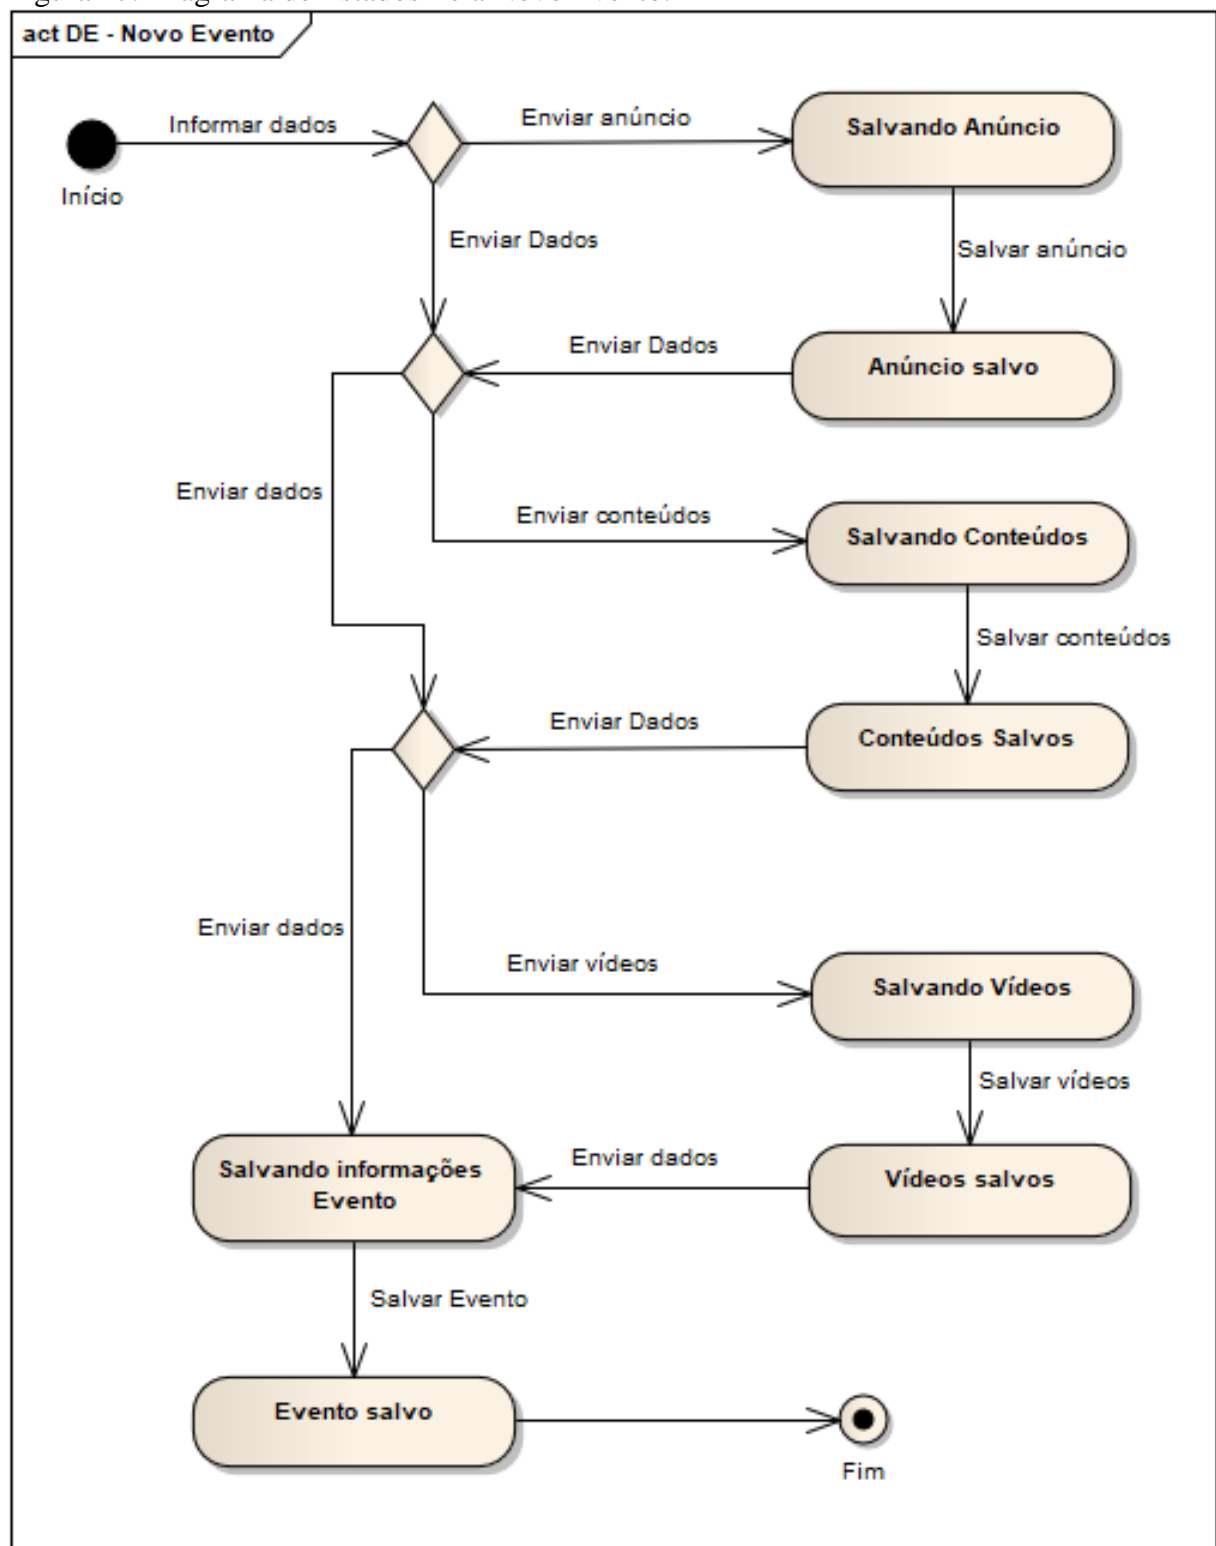 act DE - Novo Evento
Informar dados
Enviar anúncio
Salvando Anúncio
Início
Enviar Dados
Salvar anúncio
Enviar Dados
Anúncio salvo
Enviar dados
Enviar conteúdos
Salvando Conteúdos
Salvar conteúdos
Enviar Dados
Conteúdos Salvos
Enviar dados
Enviar vídeos
Salvando Vídeos
Salvar vídeos
Enviar dados
Vídeos salvos
Salvando informações
Evento
Salvar Evento
Evento salvo
Fim